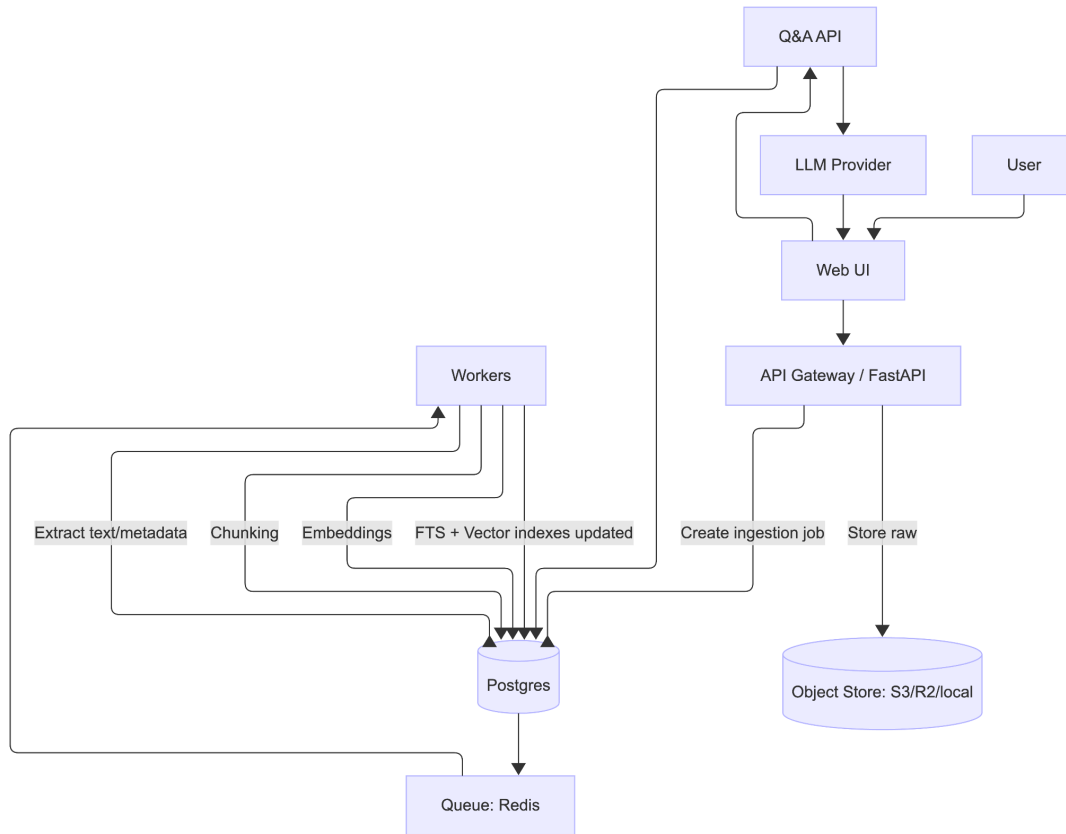 Q&A API
LLM Provider
User
Web UI
Workers
API Gateway / FastAPI
Extract text/metadata
Chunking
Embeddings
FTS + Vector indexes updated
Create ingestion job
Store raw
Postgres
Object Store: S3/R2/local
Queue: Redis